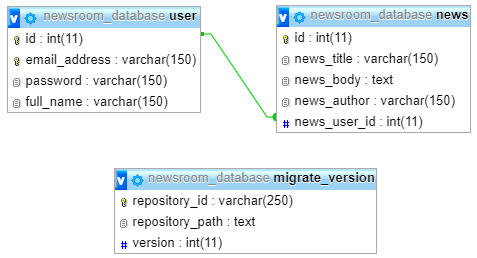 v newsroom_database user
id : int(11)
email_address : varchar(150)
password : varchar(150)
full_name : varchar(150)
v newsroom_database news
id : int(11)
news_title : varchar(150)
news_body : text
news_author : varchar(150)
# news_user_id : int(11)
v newsroom_database migrate_version
repository_id : varchar(250)
repository_path : text
# version : int(11)